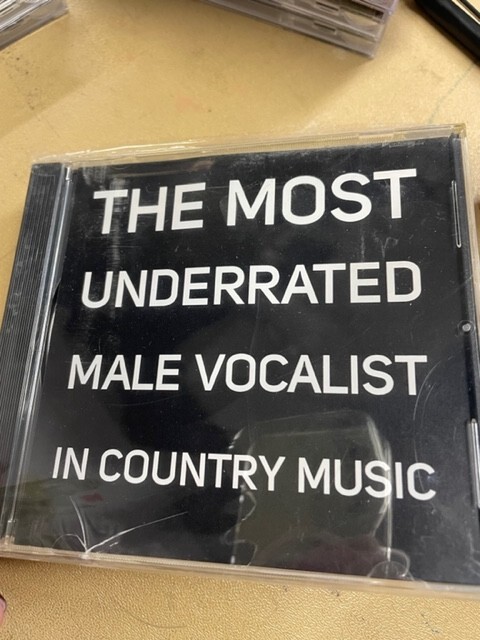 THE MOST
UNDERRATED
MALE VOCALIST
IN COUNTRY MUSIC